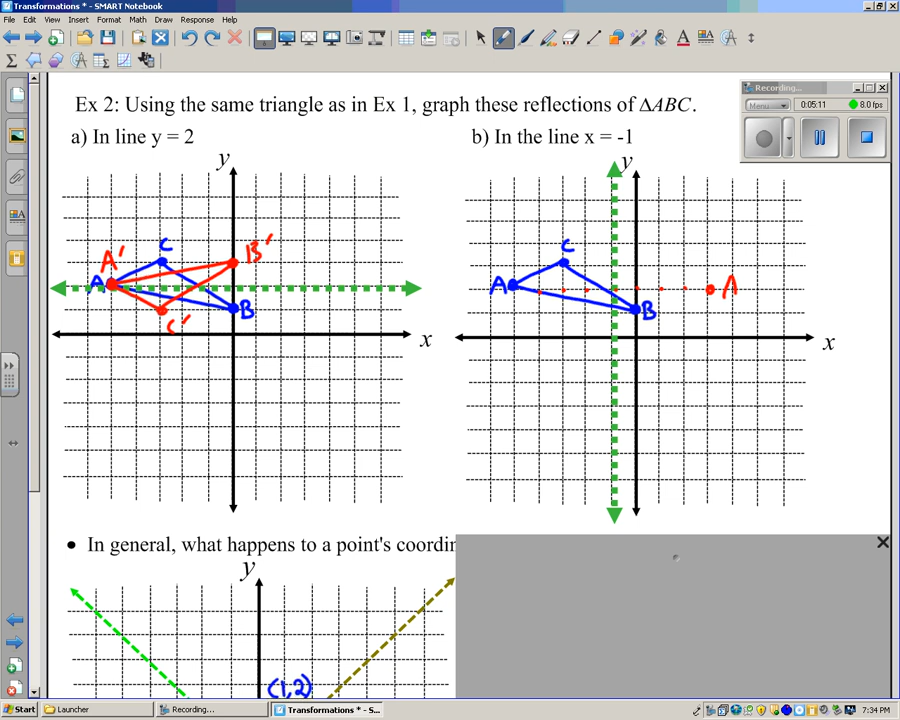 Transformations * - SMART Notebook
File Edit View Insert Format Math Draw Response Help
Ex 2: Using the same triangle as in Ex 1, graph these reflections of ΔABC.
a) In line y = 2
b) In the line x = -1
Recording...
Menu
0:05:11
8.0 fps
y
y
A'
C
B'
A
B
C'
x
C
A
B
A
x
• In general, what happens to a point's coordin
y
(1,2)
Start
Launcher
Recording...
Transformations * - S...
7:34 PM